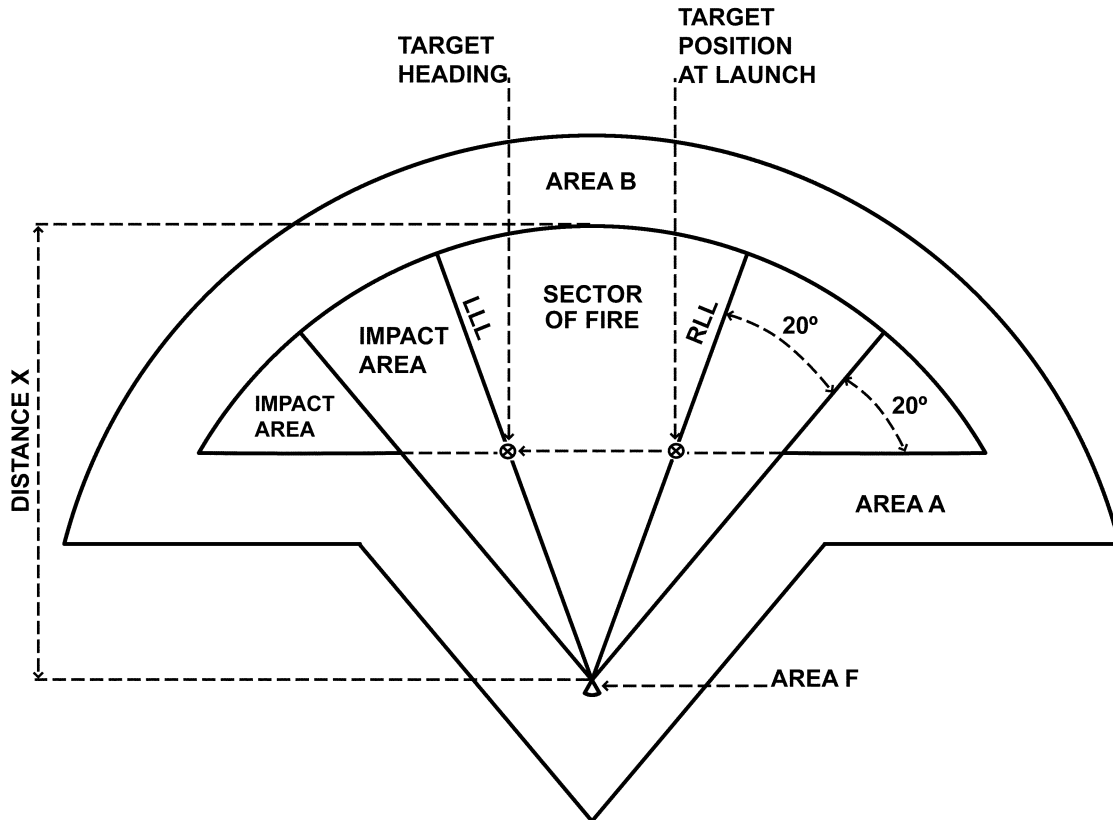 TARGET
HEADING
TARGET
POSITION
AT LAUNCH
AREA B
SECTOR
OF FIRE
LLL
RLL
20º
IMPACT
AREA
IMPACT
AREA
20º
DISTANCE X
AREA A
AREA F